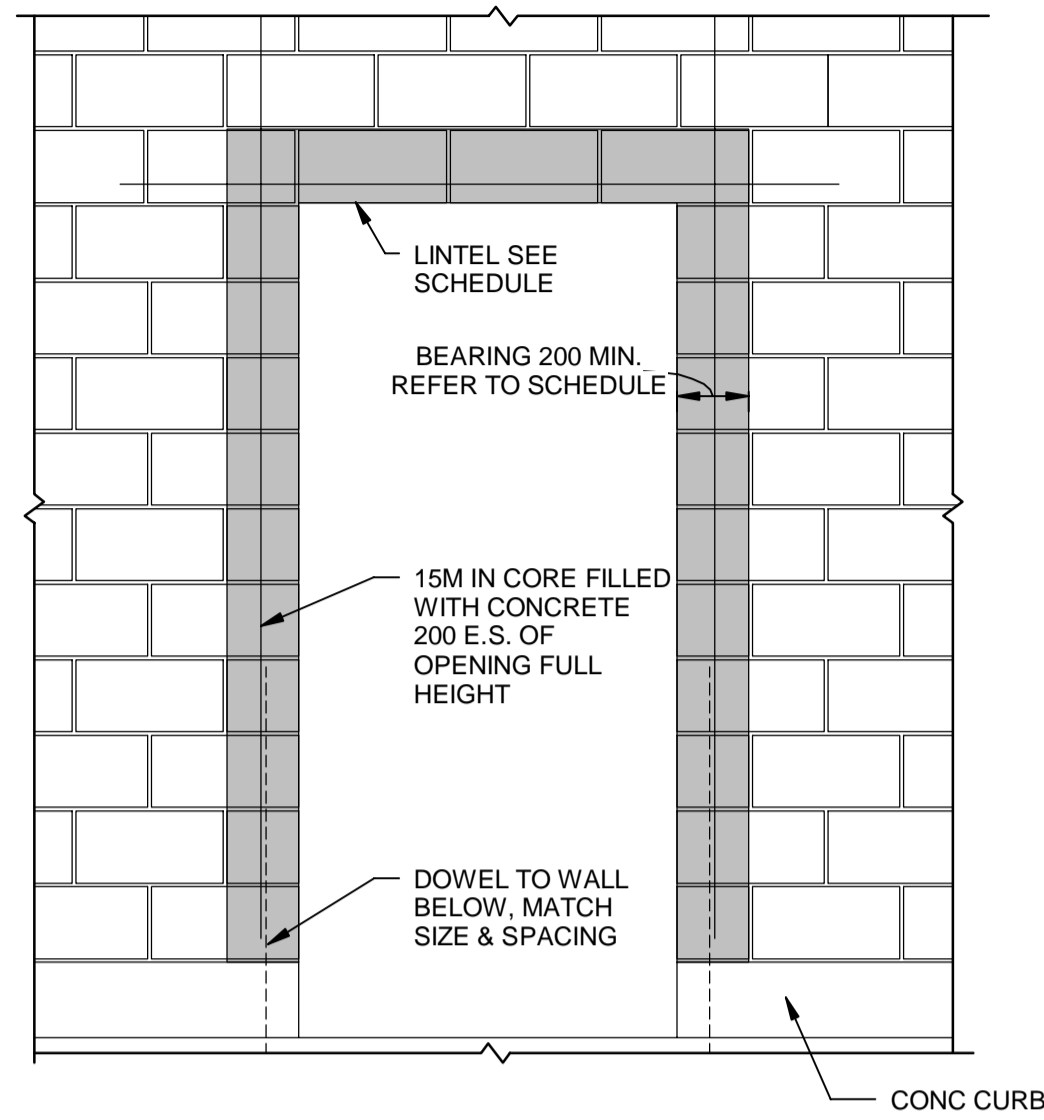 LINTEL SEE
SCHEDULE
BEARING 200 MIN.
REFER TO SCHEDULE
15M IN CORE FILLED
WITH CONCRETE
200 E.S. OF
OPENING FULL
HEIGHT
DOWEL TO WALL
BELOW, MATCH
SIZE & SPACING
CONC CURB